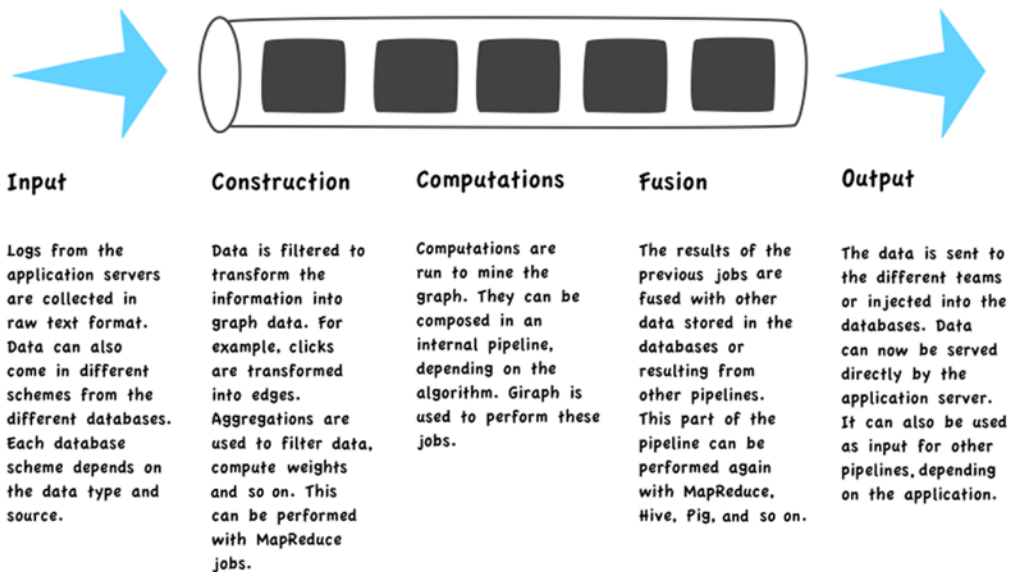 Input
Logs from the
application servers
are collected in
raw text format.
Data can also
come in different
schemes from the
different databases.
Each database
scheme depends on
the data type and
source.
Construction
Data is filtered to
transform the
information into
graph data. For
example, clicks
are transformed
into edges.
Aggregations are
used to filter data,
compute weights
and so on. This
can be performed
with MapReduce
jobs.
Computations
Computations are
run to mine the
graph. They can be
composed in an
internal pipeline,
depending on the
algorithm. Giraph is
used to perform these
jobs.
Fusion
The results of the
previous jobs are
fused with other
data stored in the
databases or
resulting from
other pipelines.
This part of the
pipeline can be
performed again
with MapReduce,
Hive, Pig, and so on.
Output
The data is sent to
the different teams
or injected into the
databases. Data
can now be served
directly by the
application server.
It can also be used
as input for other
pipelines, depending
on the application.